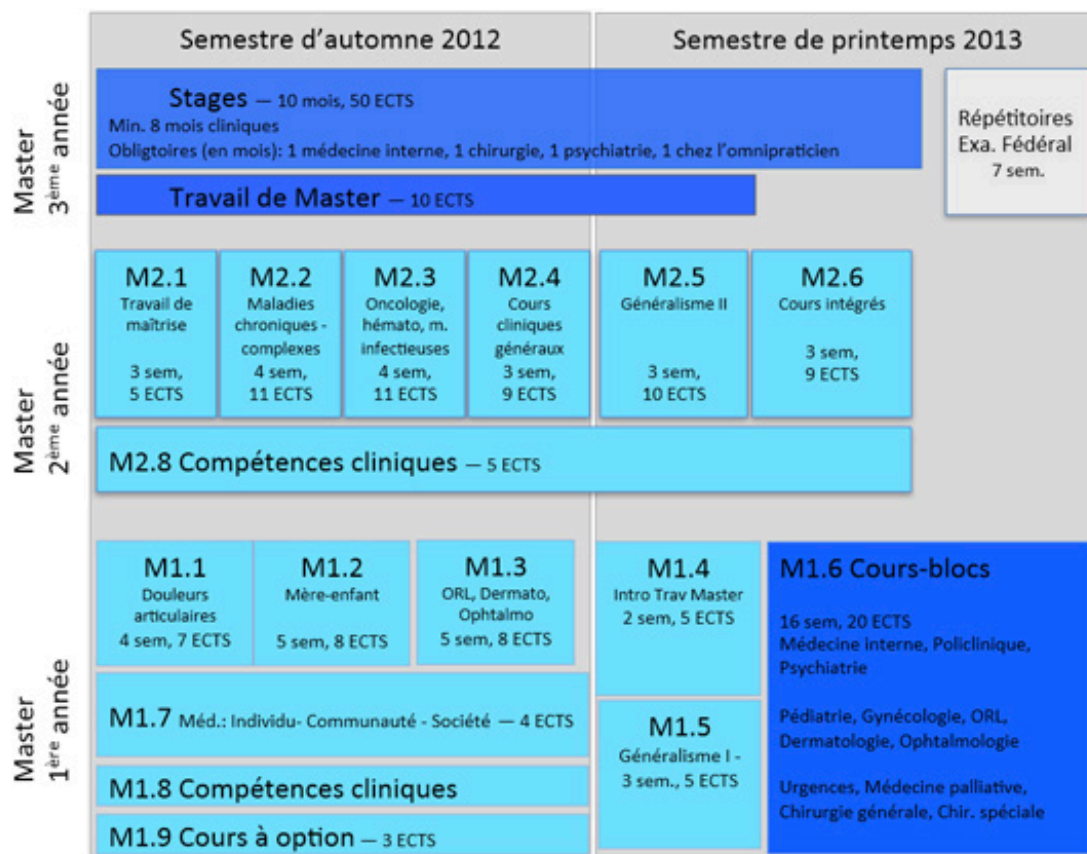 Semestre d'automne 2012
Semestre de printemps 2013
Master
3ème année
Stages — 10 mois, 50 ECTS
Min. 8 mois cliniques
Obligtoires (en mois): 1 médecine interne, 1 chirurgie, 1 psychiatrie, 1 chez l'omnipraticien
Travail de Master — 10 ECTS
Répétitoires
Exa. Fédéral
7 sem.
Master
2ème année
M2.1
Travail de
maîtrise
3 sem,
5 ECTS
M2.2
Maladies
chroniques -
complexes
4 sem,
11 ECTS
M2.3
Oncologie,
hémato, m.
infectieuses
4 sem,
11 ECTS
M2.4
Cours
cliniques
généraux
3 sem,
9 ECTS
M2.5
Généralisme II
3 sem,
10 ECTS
M2.6
Cours intégrés
3 sem,
9 ECTS
M2.8 Compétences cliniques — 5 ECTS
Master
1ère année
M1.1
Douleurs
articulaires
4 sem, 7 ECTS
M1.2
Mère-enfant
5 sem, 8 ECTS
M1.3
ORL, Dermato,
Ophtalmo
5 sem, 8 ECTS
M1.4
Intro Trav Master
2 sem, 5 ECTS
M1.5
Généralisme I -
3 sem., 5 ECTS
M1.6 Cours-blocs
16 sem, 20 ECTS
Médecine interne, Policlinique,
Psychiatrie
Pédiatrie, Gynécologie, ORL,
Dermatologie, Ophtalmologie
Urgences, Médecine palliative,
Chirurgie générale, Chir. spéciale
M1.7 Méd.: Individu- Communauté - Société — 4 ECTS
M1.8 Compétences cliniques
M1.9 Cours à option — 3 ECTS